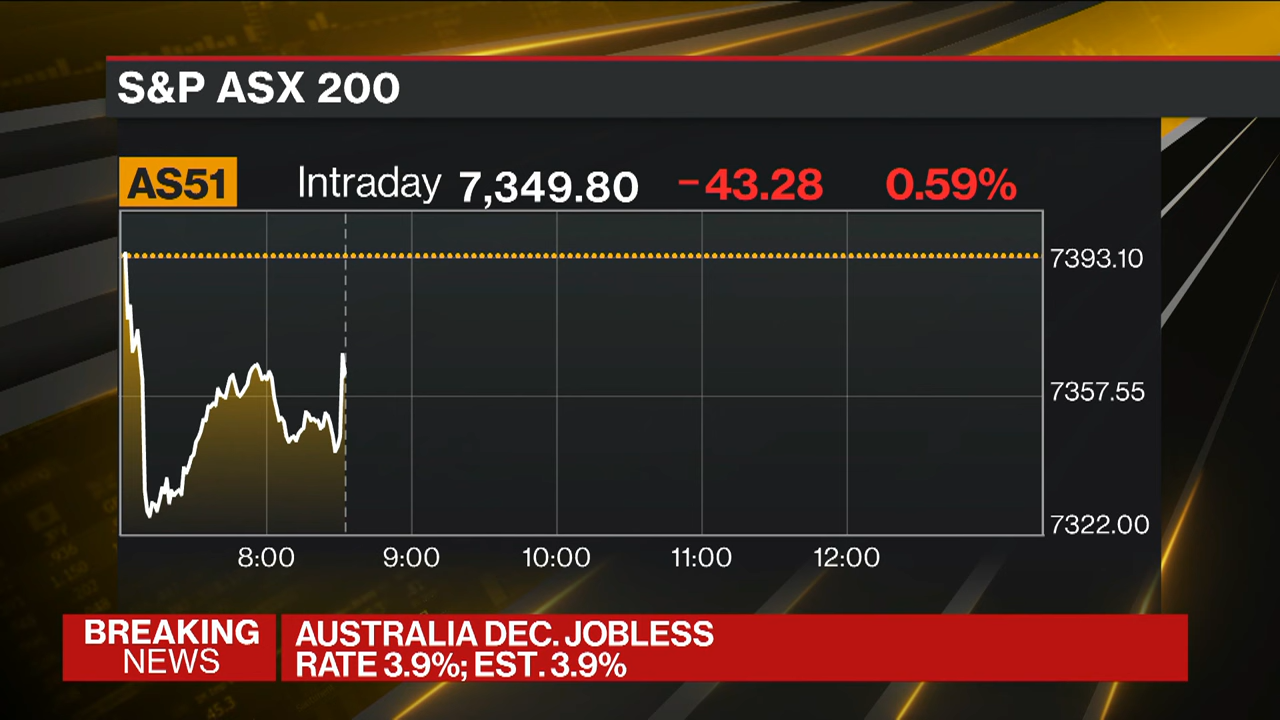 S&P ASX 200
AS51 Intraday 7,349.80 -43.28 0.59%
7393.10
7357.55
7322.00
8:00 9:00 10:00 11:00 12:00
BREAKING NEWS
AUSTRALIA DEC. JOBLESS
RATE 3.9%; EST. 3.9%